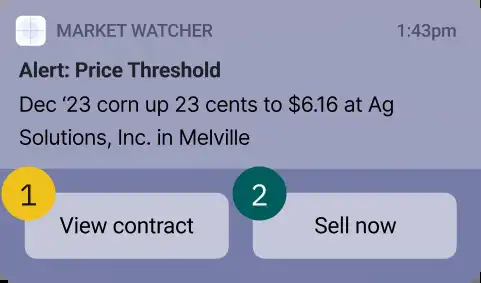 MARKET WATCHER 1:43pm
Alert: Price Threshold
Dec ‘23 corn up 23 cents to $6.16 at Ag
Solutions, Inc. in Melville
1 2
View contract Sell now